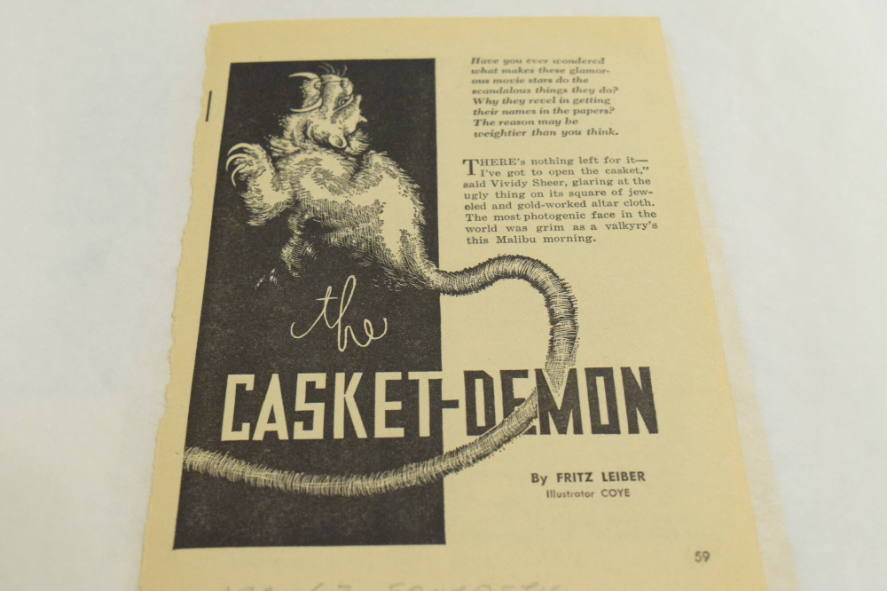 Have you ever wondered
what makes these glamor-
ous movie stars do the
scandalous things they do?
Why they revel in getting
their names in the papers?
The reason may be
weightier than you think.
THERE's nothing left for it—
I've got to open the casket,"
said Vividy Sheer, glaring at the
ugly thing on its square of jew-
eled and gold-worked altar cloth.
The most photogenic face in the
world was grim as a valkyry's
this Malibu morning.
the
CASKET-DEMON
By FRITZ LEIBER
Illustrator COYE
59